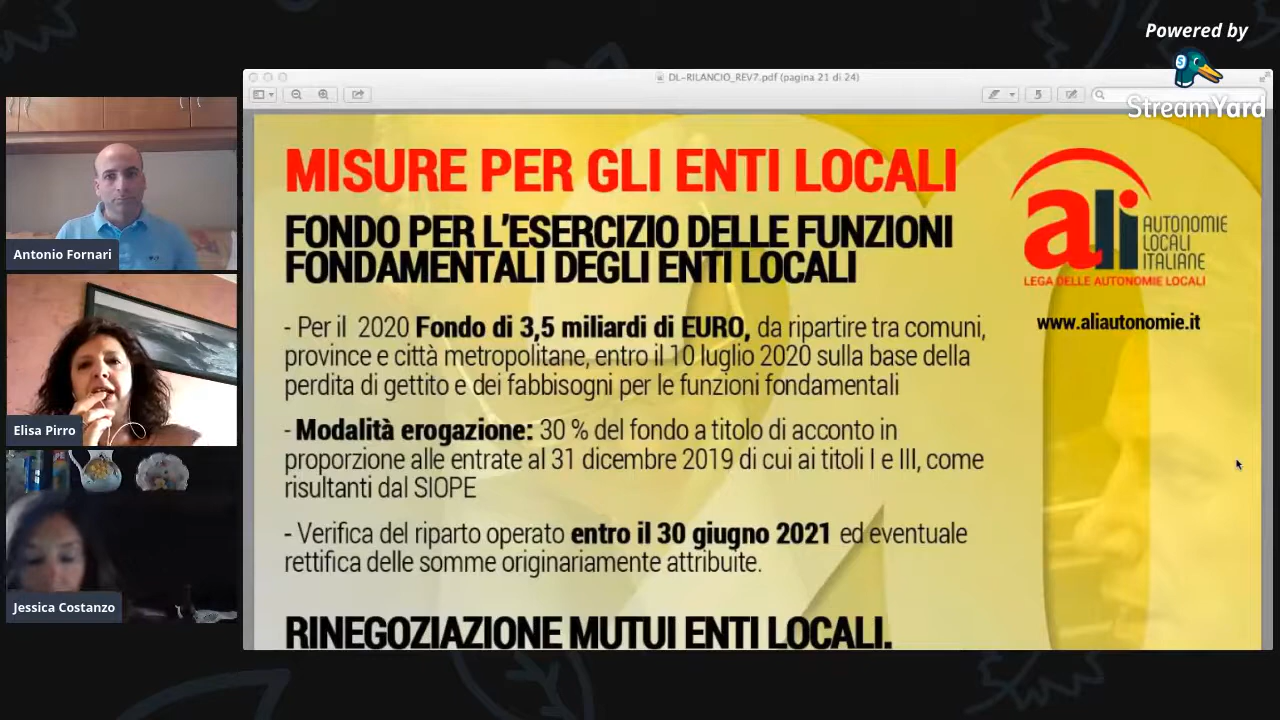 Powered by
StreamYard
DL-RILANCIO_REV7.pdf (pagina 21 di 24)
Antonio Fornari
Elisa Pirro
Jessica Costanzo
MISURE PER GLI ENTI LOCALI
FONDO PER L'ESERCIZIO DELLE FUNZIONI
FONDAMENTALI DEGLI ENTI LOCALI
- Per il 2020 Fondo di 3,5 miliardi di EURO, da ripartire tra comuni,
province e città metropolitane, entro il 10 luglio 2020 sulla base della
perdita di gettito e dei fabbisogni per le funzioni fondamentali
- Modalità erogazione: 30 % del fondo a titolo di acconto in
proporzione alle entrate al 31 dicembre 2019 di cui ai titoli I e III, come
risultanti dal SIOPE
- Verifica del riparto operato entro il 30 giugno 2021 ed eventuale
rettifica delle somme originariamente attribuite.
RINEGOZIAZIONE MUTUI ENTI LOCALI.
ali
AUTONOMIE
LOCALI
ITALIANE
LEGA DELLE AUTONOMIE LOCALI
www.aliautonomie.it